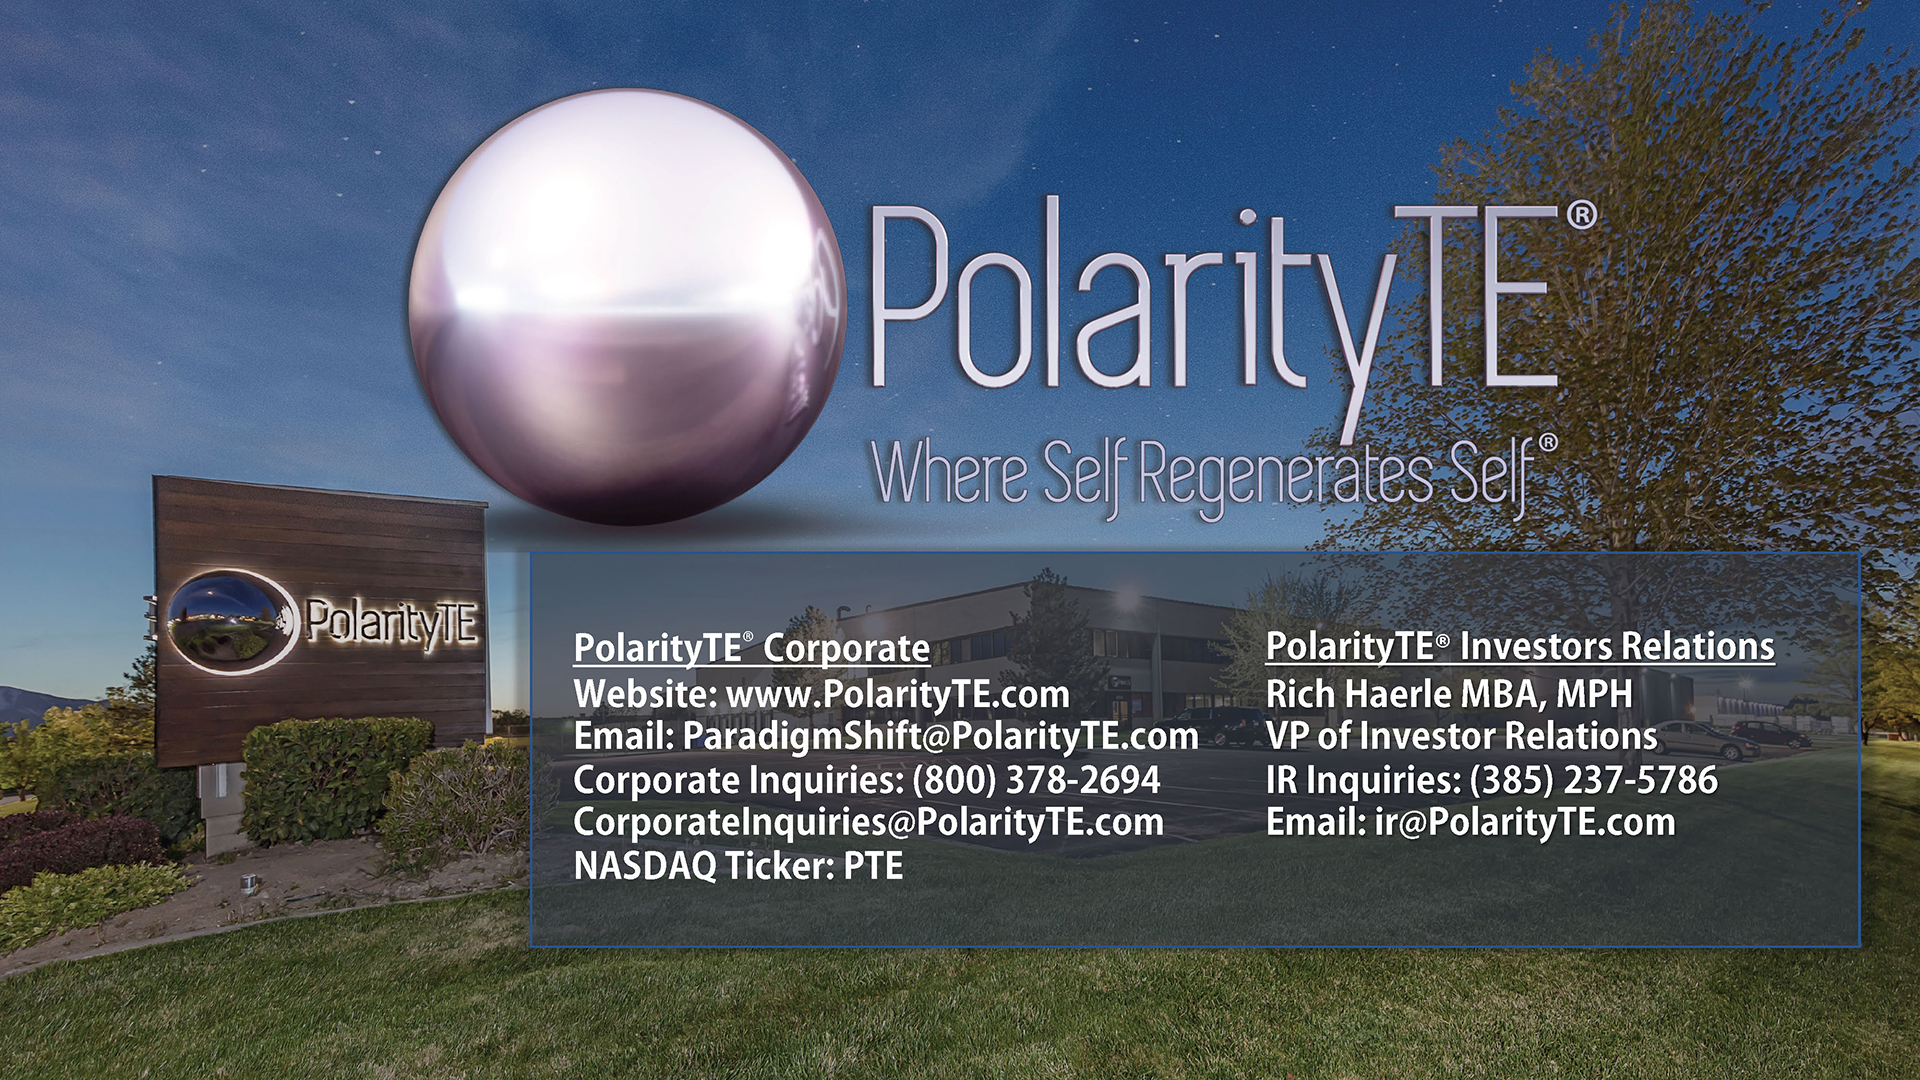 PolarityTE®
Where Self Regenerates Self®
PolarityTE
PolarityTE® Corporate
Website: www.PolarityTE.com
Email: ParadigmShift@PolarityTE.com
Corporate Inquiries: (800) 378-2694
CorporateInquiries@PolarityTE.com
NASDAQ Ticker: PTE
PolarityTE® Investors Relations
Rich Haerle MBA, MPH
VP of Investor Relations
IR Inquiries: (385) 237-5786
Email: ir@PolarityTE.com